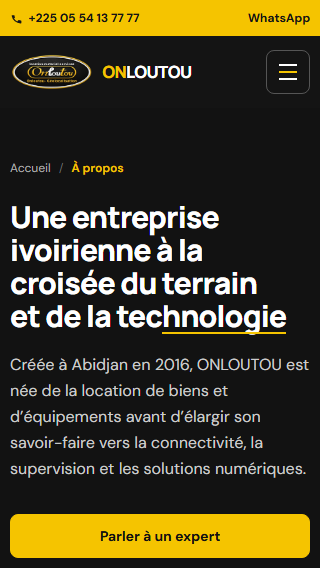 +225 05 54 13 77 77 WhatsApp
Onloutou
ONLOUTOU
Accueil / À propos
Une entreprise
ivoirienne à la
croisée du terrain
et de la technologie
Créée à Abidjan en 2016, ONLOUTOU est
née de la location de biens et
d’équipements avant d’élargir son
savoir-faire vers la connectivité, la
supervision et les solutions numériques.
Parler à un expert